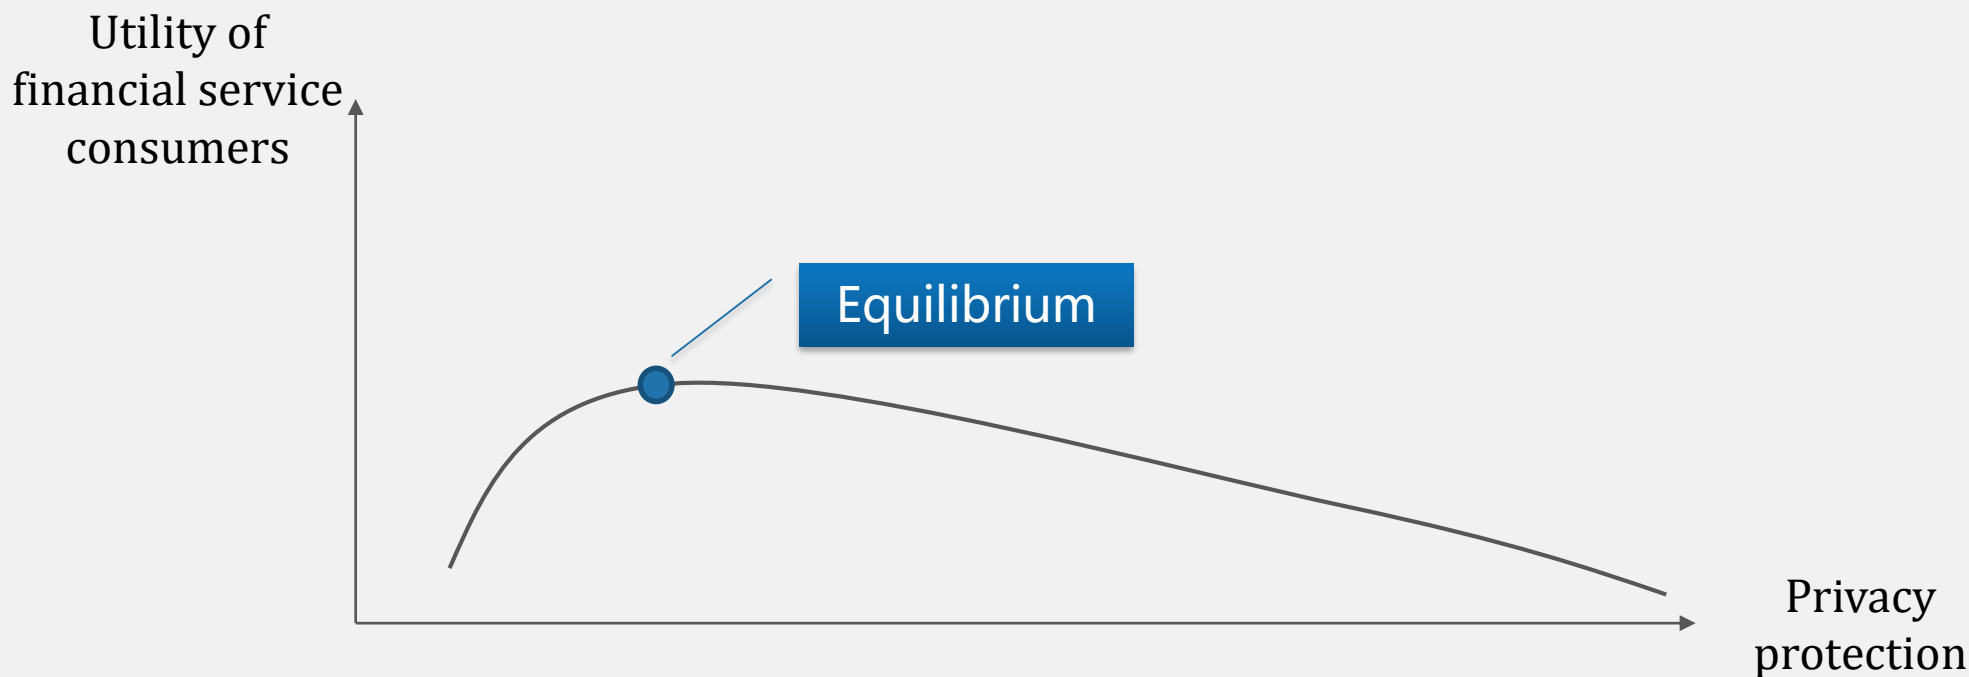 Utility of
financial service
consumers
Equilibrium
Privacy
protection